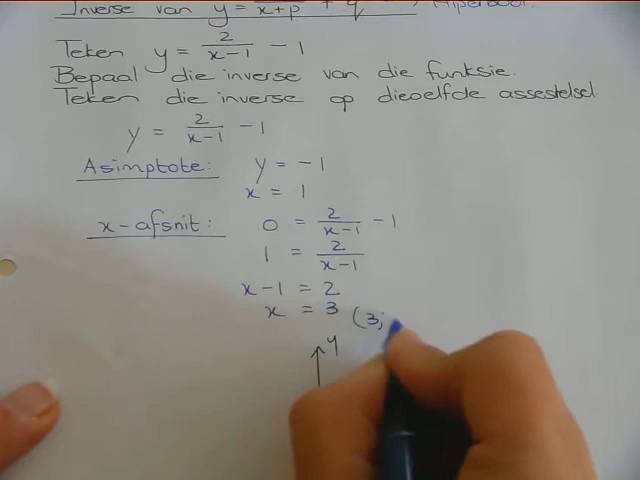 Inverse van y = x+p + q
Teken y = 2/(x-1) - 1
Bepaal die inverse van die funksie.
Teken die inverse op dieselfde assestelsel.
y = 2/(x-1) - 1
Asimptote: y = -1
x = 1
x-afsnit: 0 = 2/(x-1) - 1
1 = 2/(x-1)
x-1 = 2
x = 3 (3;
y